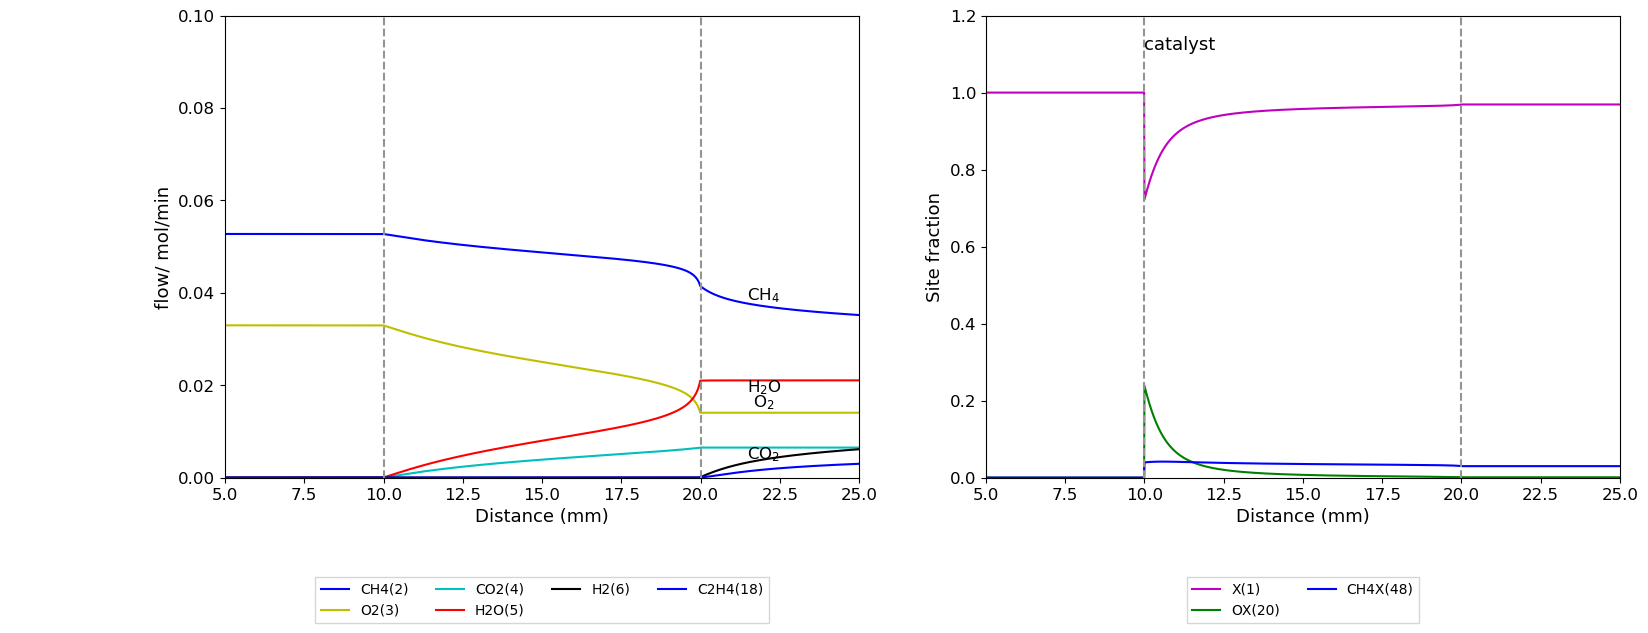 0.10
0.08
0.06
0.04
0.02
0.00
flow/ mol/min
CH₄
H₂O
O₂
CO₂
5.0 7.5 10.0 12.5 15.0 17.5 20.0 22.5 25.0
Distance (mm)
CH4(2) CO2(4) H2(6) C2H4(18)
O2(3) H2O(5)
1.2
1.0
0.8
0.6
0.4
0.2
0.0
Site fraction
catalyst
5.0 7.5 10.0 12.5 15.0 17.5 20.0 22.5 25.0
Distance (mm)
X(1) CH4X(48)
OX(20)